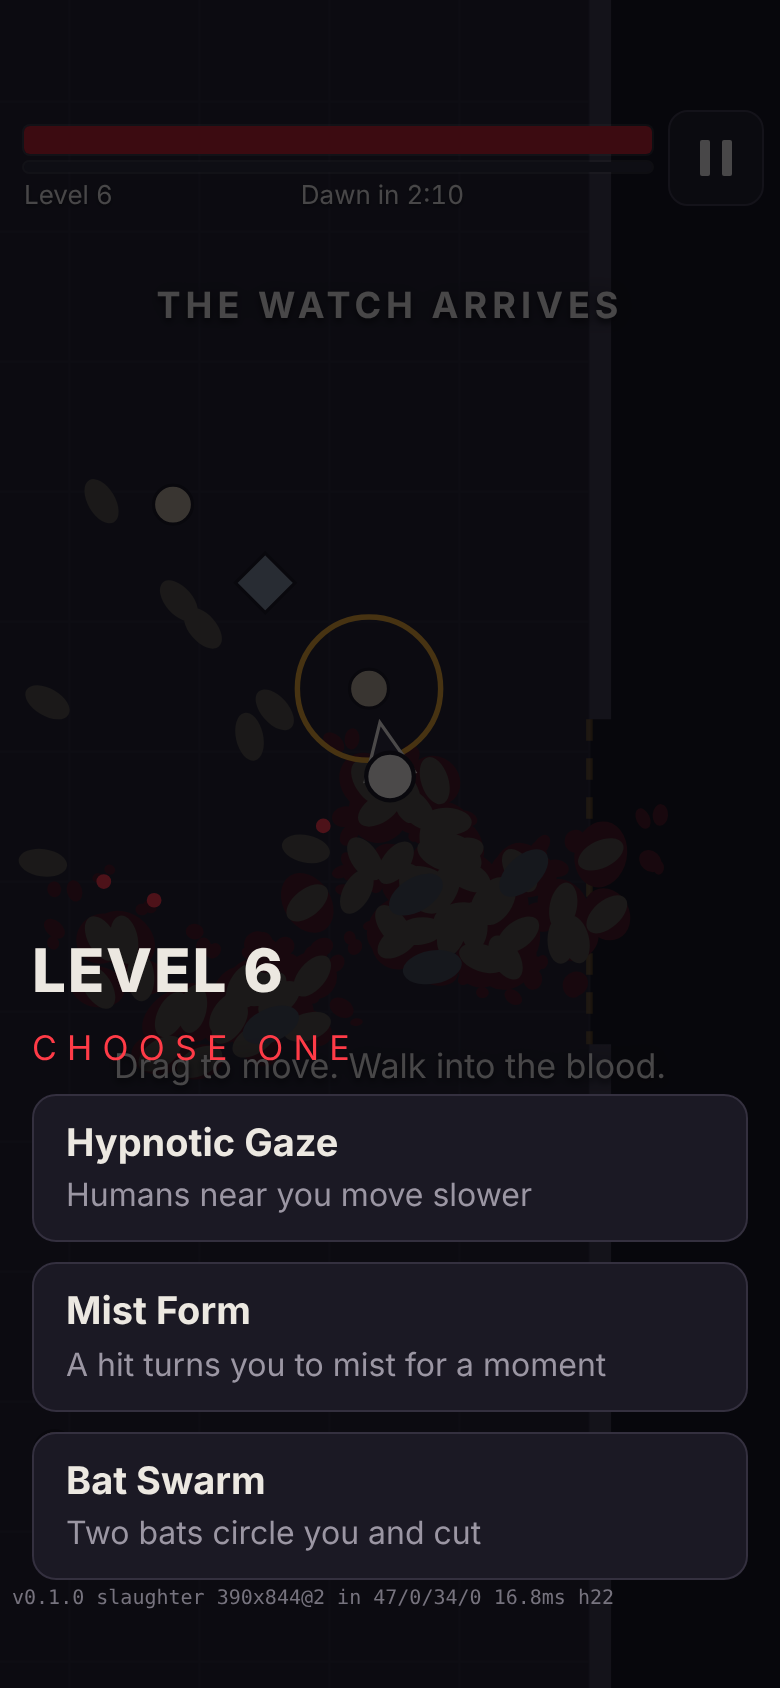 Level 6
Dawn in 2:10
THE WATCH ARRIVES
LEVEL 6
CHOOSE ONE
Drag to move. Walk into the blood.
Hypnotic Gaze
Humans near you move slower
Mist Form
A hit turns you to mist for a moment
Bat Swarm
Two bats circle you and cut
v0.1.0 slaughter 390x844@2 in 47/0/34/0 16.8ms h22